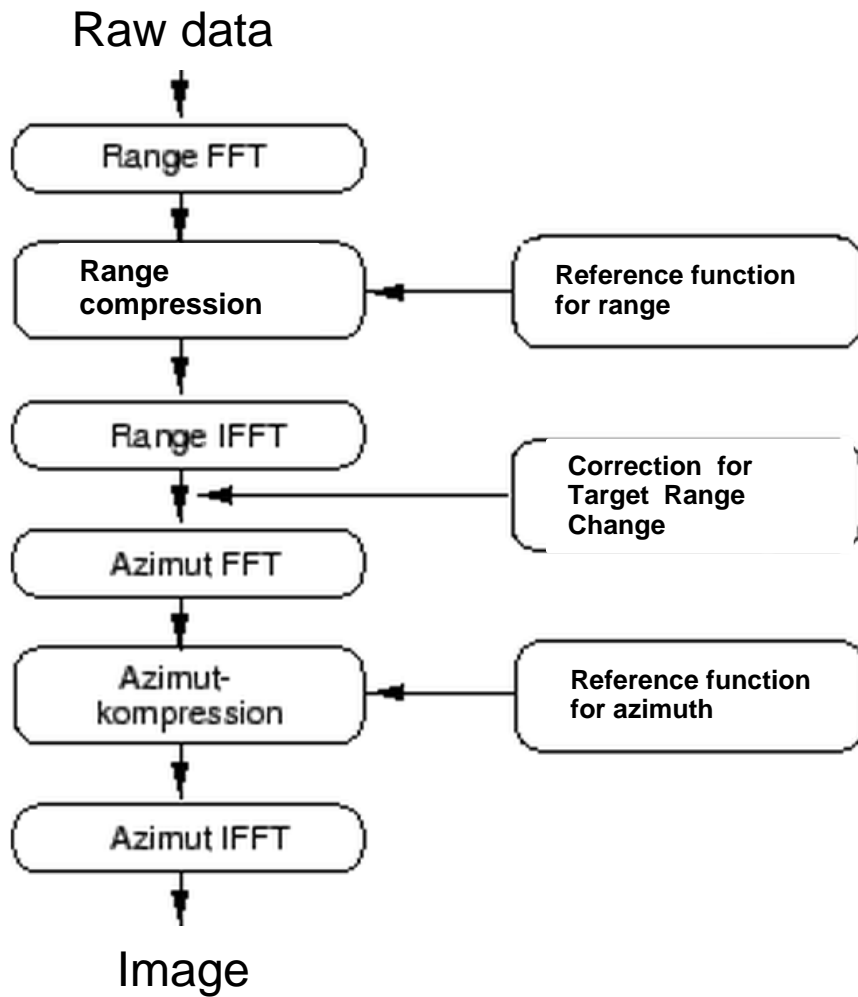 Raw data
Range FFT
Range
compression
Reference function
for range
Range IFFT
Correction for
Target Range
Change
Azimut FFT
Azimut-
kompression
Reference function
for azimuth
Azimut IFFT
Image